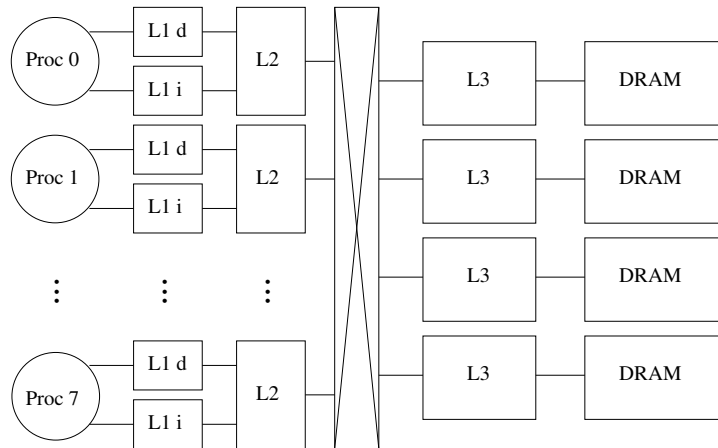 Proc 0
L1 d
L1 i
L2
Proc 1
L1 d
L1 i
L2
⋮ ⋮ ⋮
Proc 7
L1 d
L1 i
L2
L3
DRAM
L3
DRAM
L3
DRAM
L3
DRAM